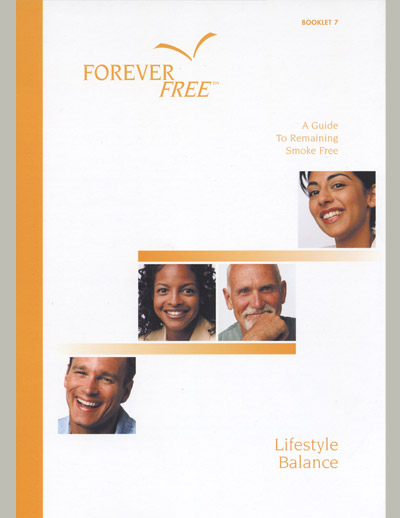 BOOKLET 7
FOREVER
FREE™
A Guide
To Remaining
Smoke Free
Lifestyle
Balance